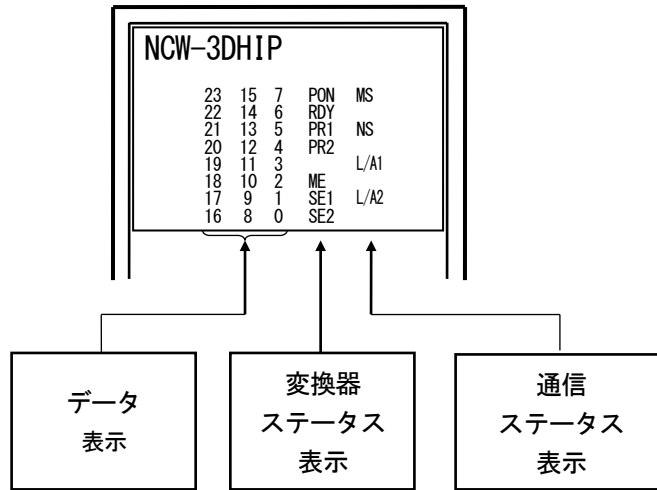 NCW-3DHIP
23 15 7 PON MS
22 14 6 RDY
21 13 5 PR1 NS
20 12 4 PR2
19 11 3 L/A1
18 10 2 ME
17 9 1 SE1 L/A2
16 8 0 SE2
データ
表示
変換器
ステータス
表示
通信
ステータス
表示